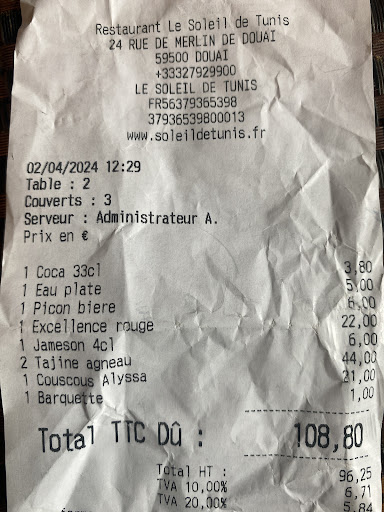 Restaurant Le Soleil de Tunis
24 RUE DE MERLIN DE DOUAI
59500 DOUAI
+33327929900
LE SOLEIL DE TUNIS
FR56379365398
37936539800013
www.soleildetunis.fr
02/04/2024 12:29
Table : 2
Couverts : 3
Serveur : Administrateur A.
Prix en €
1 Coca 33cl 3,80
1 Eau plate 5,00
1 Picon biere 6,00
1 Excellence rouge 22,00
1 Jameson 4cl 6,00
2 Tajine agneau 44,00
1 Couscous Alyssa 21,00
1 Barquette 1,00
Total TTC Dû : 108,80
Total HT : 96,25
TVA 10,00% 6,71
TVA 20,00% 5,84